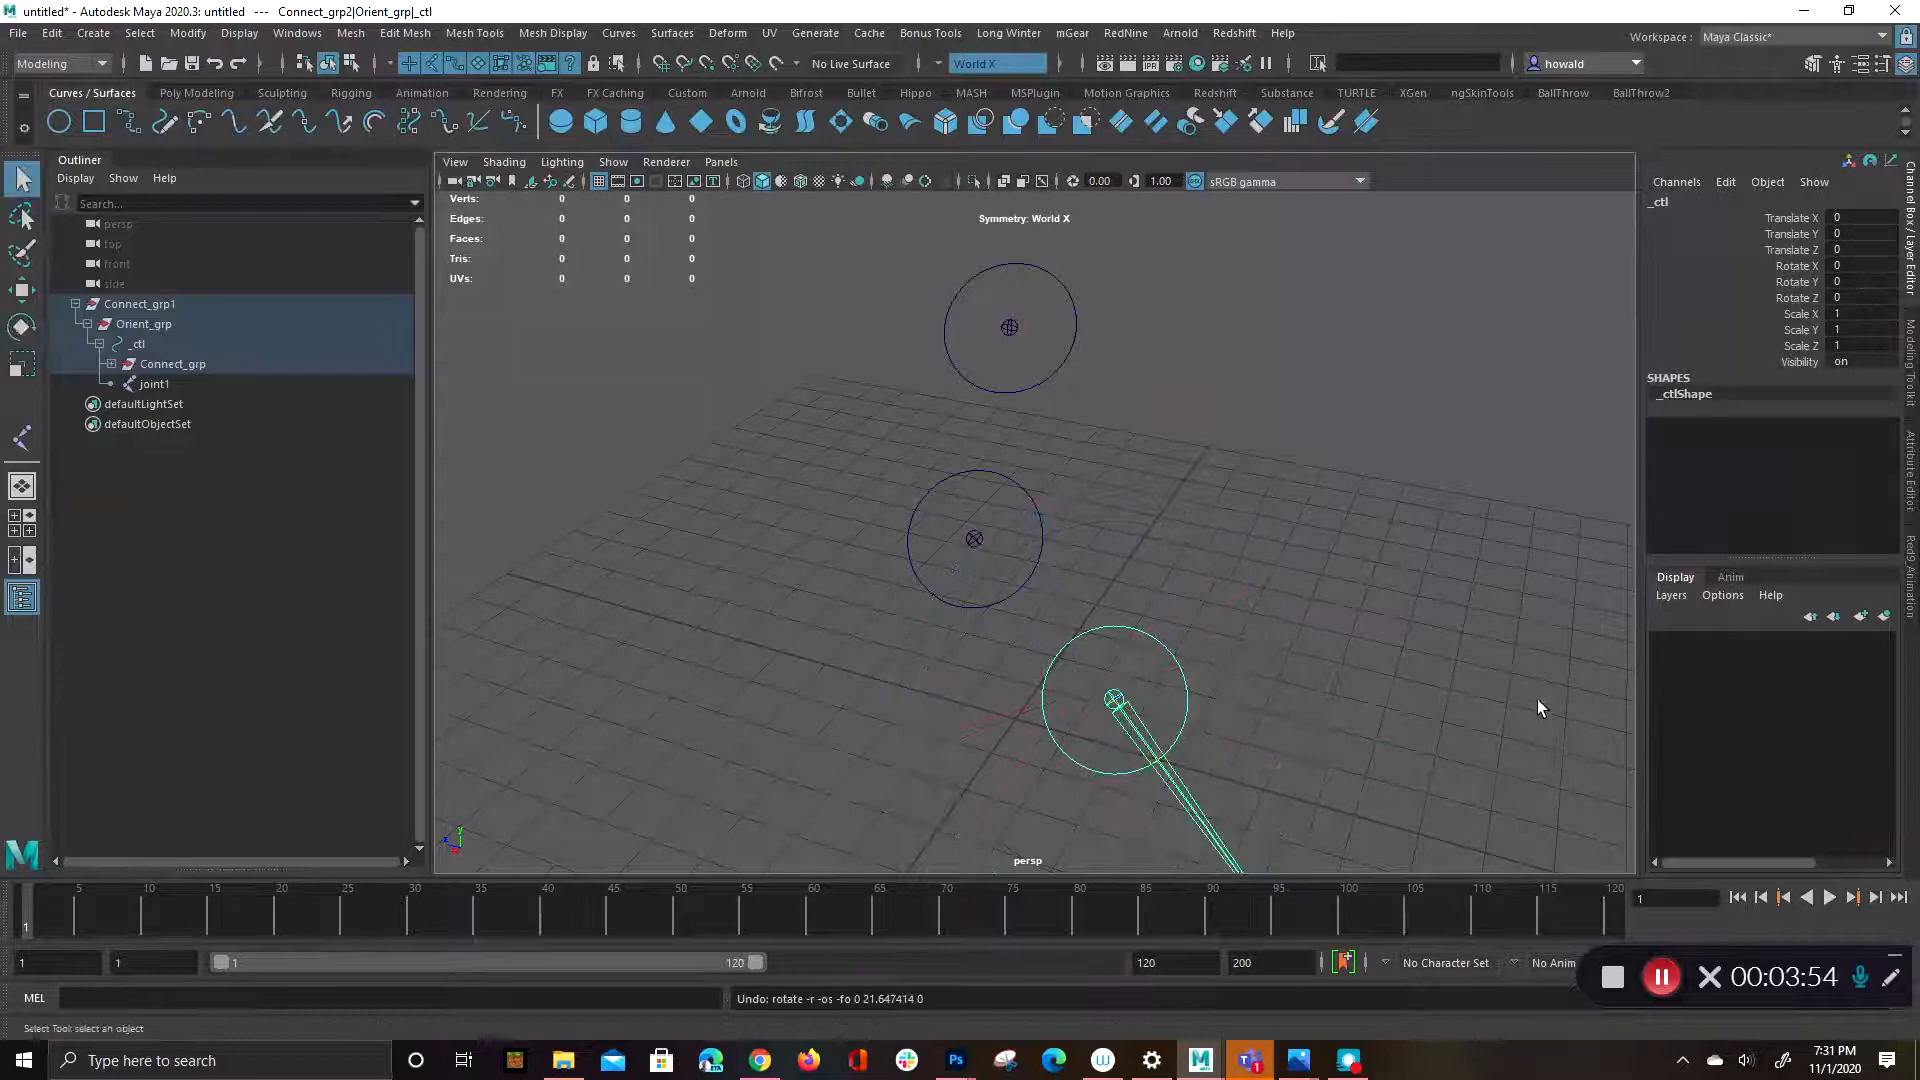 untitled* - Autodesk Maya 2020.3: untitled --- Connect_grp2|Orient_grp|_ctl
File Edit Create Select Modify Display Windows Mesh Edit Mesh Mesh Tools Mesh Display Curves Surfaces Deform UV Generate Cache Bonus Tools Long Winter mGear RedNine Arnold Redshift Help
Workspace : Maya Classic*
Modeling
No Live Surface
World X
howald
Curves / Surfaces Poly Modeling Sculpting Rigging Animation Rendering FX FX Caching Custom Arnold Bifrost Bullet Hippo MASH MSPlugin Motion Graphics Redshift Substance TURTLE XGen ngSkinTools BallThrow BallThrow2
Outliner
Display Show Help
Search...
persp
top
front
side
Connect_grp1
Orient_grp
_ctl
Connect_grp
joint1
defaultLightSet
defaultObjectSet
View Shading Lighting Show Renderer Panels
0.00 1.00 sRGB gamma
Verts: 0 0 0
Edges: 0 0 0
Faces: 0 0 0
Tris: 0 0 0
UVs: 0 0 0
Symmetry: World X
persp
Channels Edit Object Show
_ctl
Translate X 0
Translate Y 0
Translate Z 0
Rotate X 0
Rotate Y 0
Rotate Z 0
Scale X 1
Scale Y 1
Scale Z 1
Visibility on
SHAPES
_ctlShape
Display Anim
Layers Options Help
Channel Box / Layer Editor
Modeling Toolkit
Attribute Editor
Red9_Animation
5 10 15 20 25 30 35 40 45 50 55 60 65 70 75 80 85 90 95 100 105 110 115 120
1
1
1 1 1 120 120 200 No Character Set No Anim
00:03:54
MEL
Undo: rotate -r -os -fo 0 21.647414 0
Select Tool: select an object
Type here to search
7:31 PM
11/1/2020